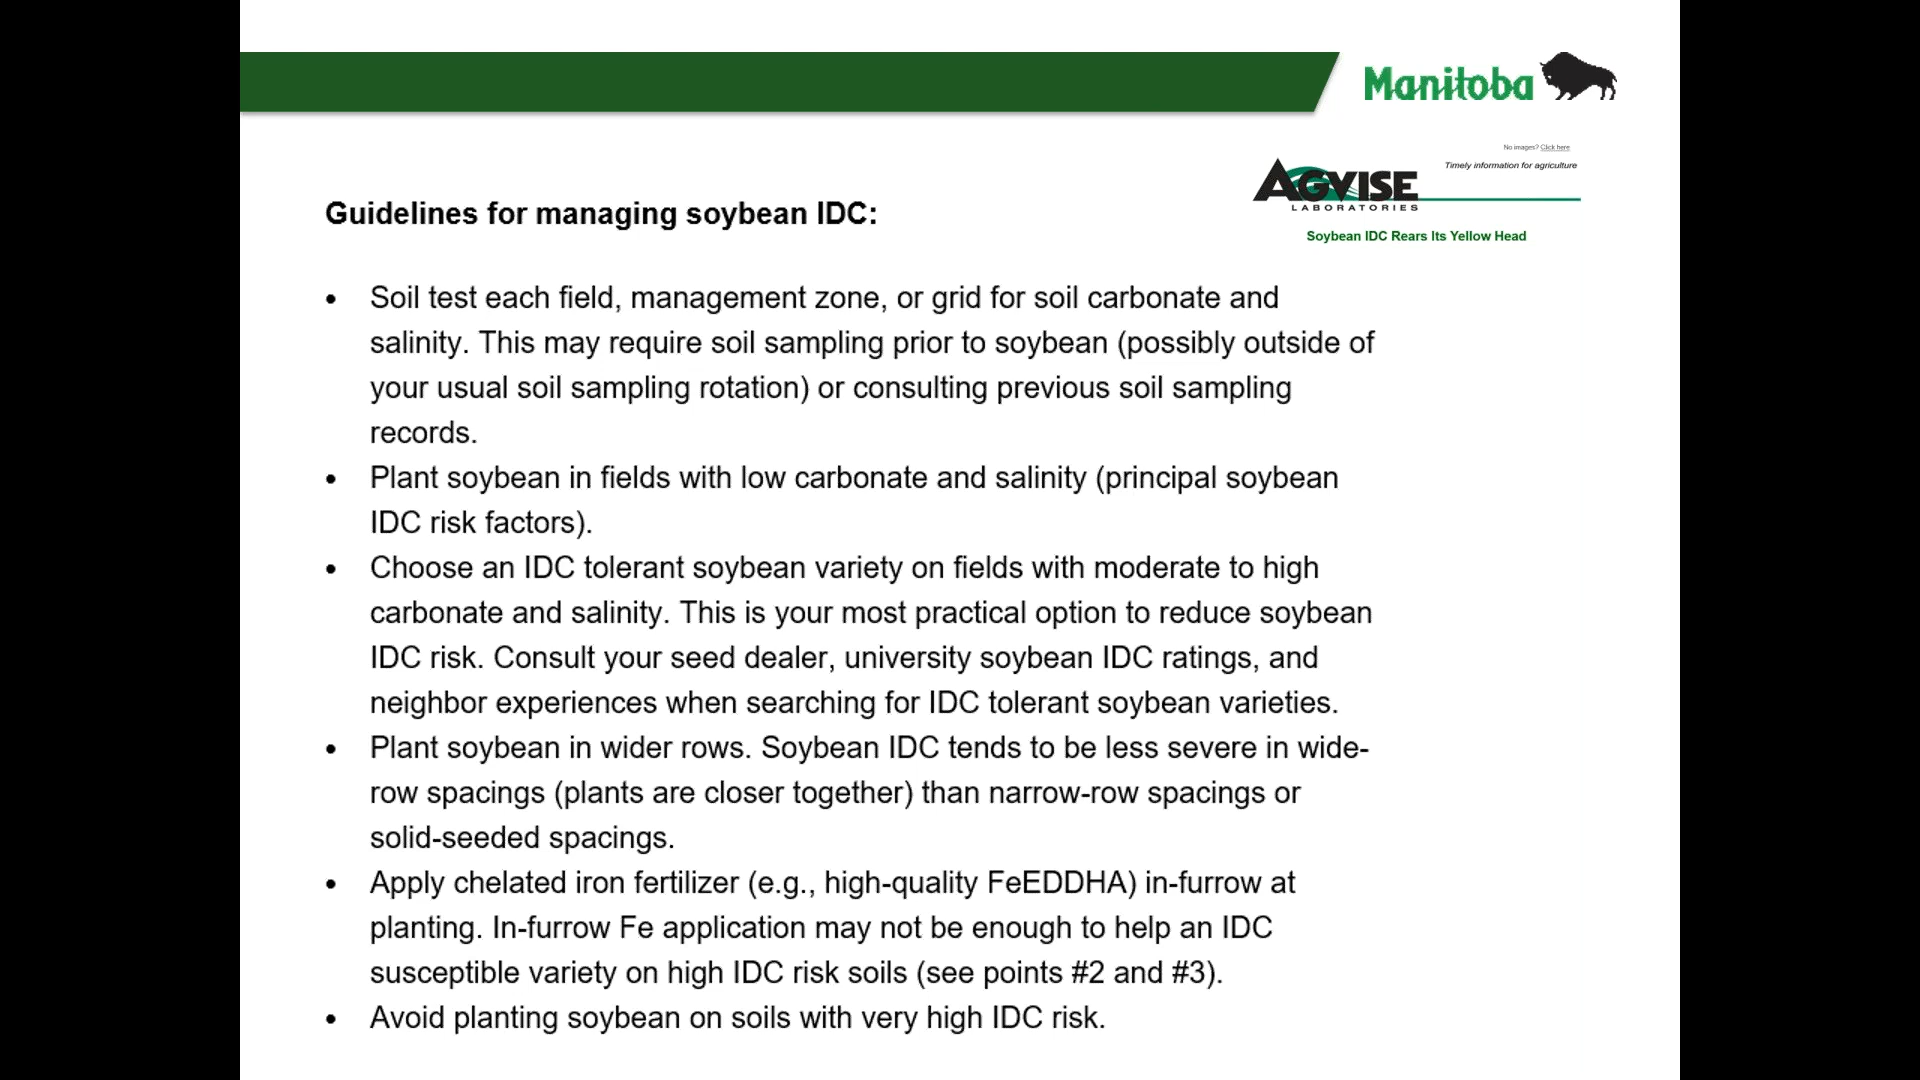 Manitoba
No images? Click here
Timely information for agriculture
AGVISE
LABORATORIES
Soybean IDC Rears Its Yellow Head
Guidelines for managing soybean IDC:
• Soil test each field, management zone, or grid for soil carbonate and
salinity. This may require soil sampling prior to soybean (possibly outside of
your usual soil sampling rotation) or consulting previous soil sampling
records.
• Plant soybean in fields with low carbonate and salinity (principal soybean
IDC risk factors).
• Choose an IDC tolerant soybean variety on fields with moderate to high
carbonate and salinity. This is your most practical option to reduce soybean
IDC risk. Consult your seed dealer, university soybean IDC ratings, and
neighbor experiences when searching for IDC tolerant soybean varieties.
• Plant soybean in wider rows. Soybean IDC tends to be less severe in wide-
row spacings (plants are closer together) than narrow-row spacings or
solid-seeded spacings.
• Apply chelated iron fertilizer (e.g., high-quality FeEDDHA) in-furrow at
planting. In-furrow Fe application may not be enough to help an IDC
susceptible variety on high IDC risk soils (see points #2 and #3).
• Avoid planting soybean on soils with very high IDC risk.